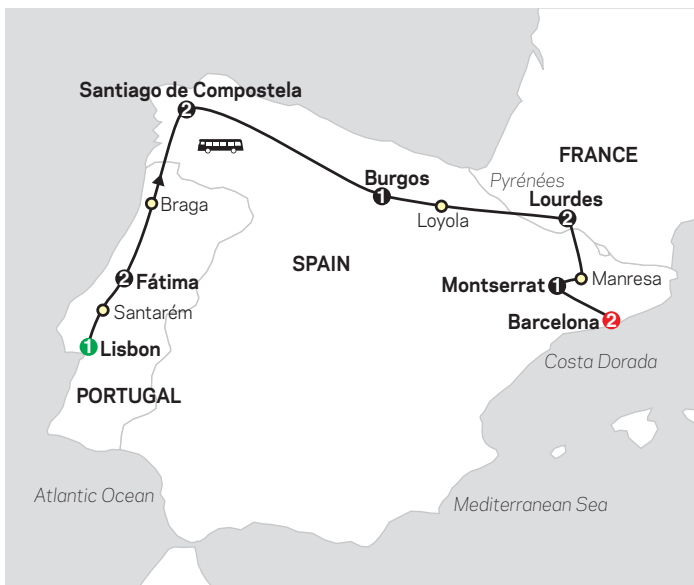 Santiago de Compostela
2
FRANCE
Pyrénées
Burgos
1
Lourdes
2
Braga
Loyola
SPAIN
2 Fátima
Montserrat 1
Manresa
Santarém
Barcelona 2
1 Lisbon
Costa Dorada
PORTUGAL
Atlantic Ocean
Mediterranean Sea